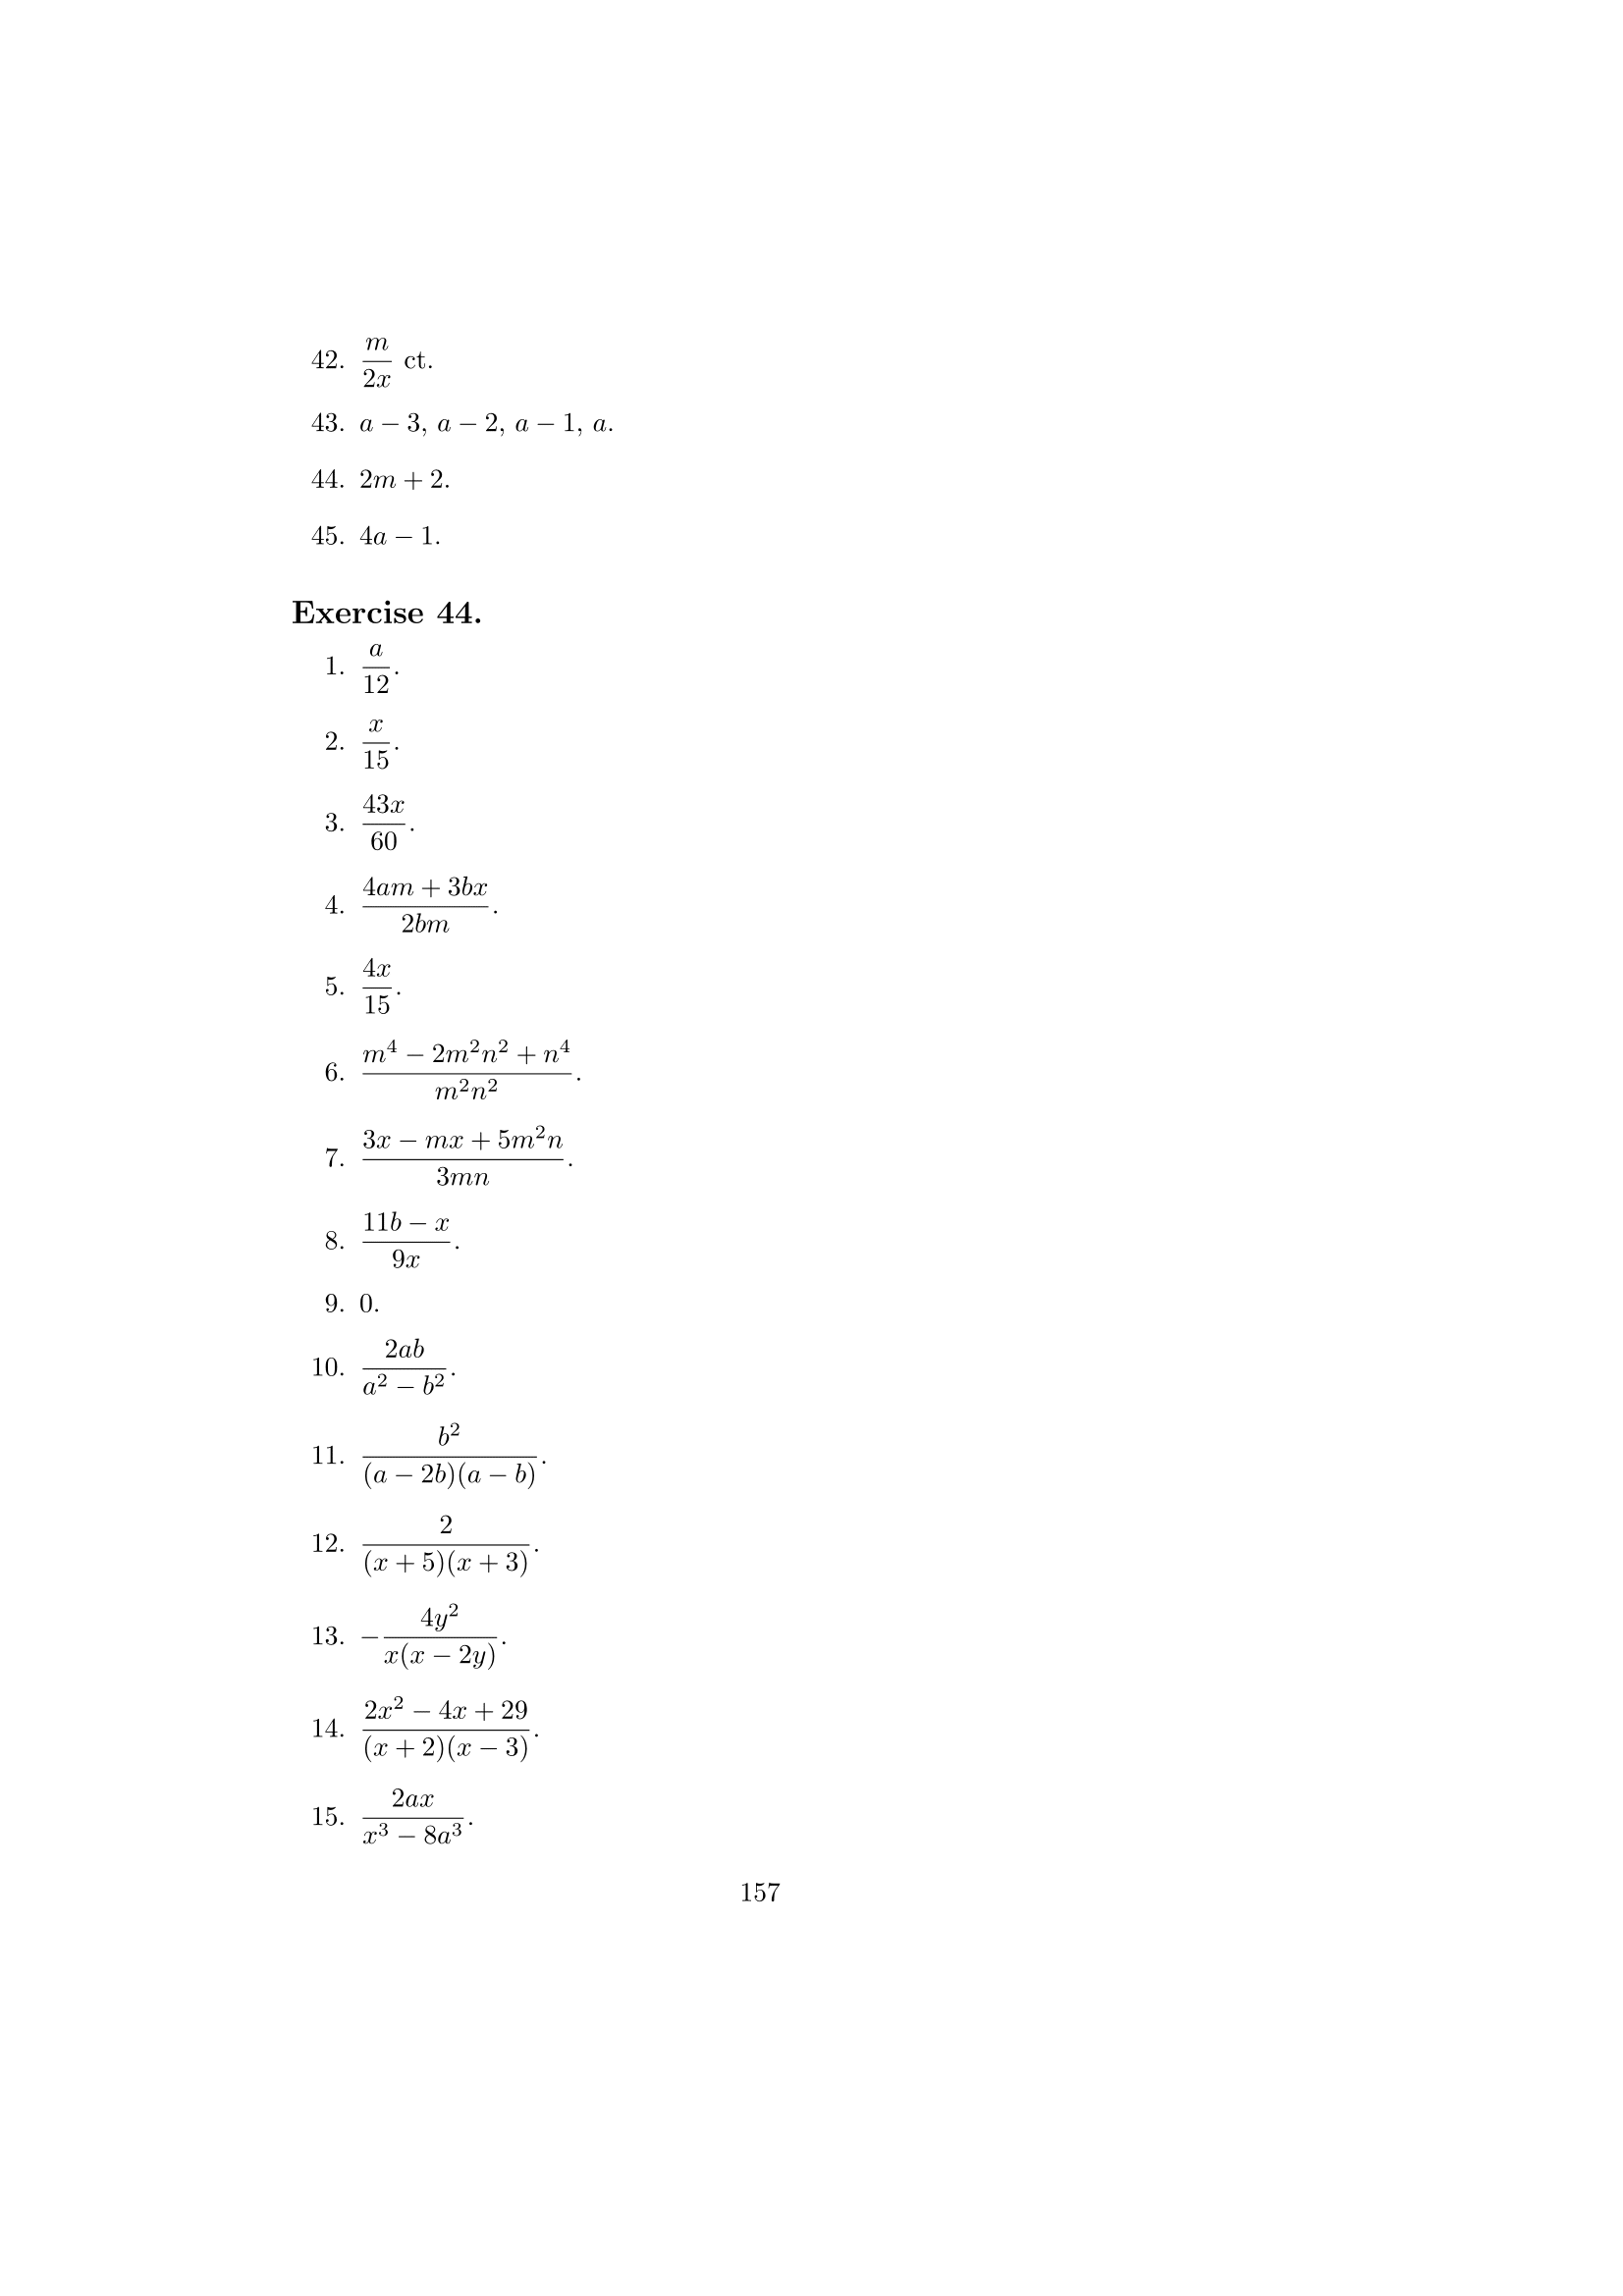 42. $\frac{m}{2x}$ ct.
43. $a - 3$, $a - 2$, $a - 1$, $a$.
44. $2m + 2$.
45. $4a - 1$.
Exercise 44.
1. $\frac{a}{12}$.
2. $\frac{x}{15}$.
3. $\frac{43x}{60}$.
4. $\frac{4am + 3bx}{2bm}$.
5. $\frac{4x}{15}$.
6. $\frac{m^4 - 2m^2n^2 + n^4}{m^2n^2}$.
7. $\frac{3x - mx + 5m^2n}{3mn}$.
8. $\frac{11b - x}{9x}$.
9. 0.
10. $\frac{2ab}{a^2 - b^2}$.
11. $\frac{b^2}{(a - 2b)(a - b)}$.
12. $\frac{2}{(x + 5)(x + 3)}$.
13. $-\frac{4y^2}{x(x - 2y)}$.
14. $\frac{2x^2 - 4x + 29}{(x + 2)(x - 3)}$.
15. $\frac{2ax}{x^3 - 8a^3}$.
157